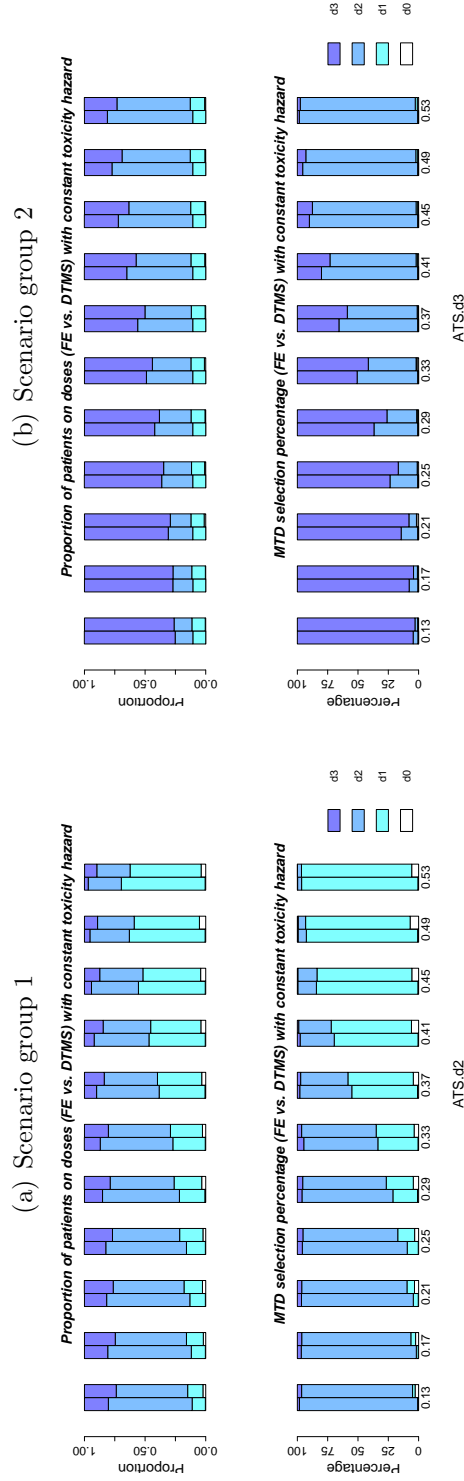 (a) Scenario group 1
Proportion of patients on doses (FE vs. DTMS) with constant toxicity hazard
Proportion
1.00
0.50
0.00
MTD selection percentage (FE vs. DTMS) with constant toxicity hazard
Percentage
100
75
50
25
0
0.13 0.17 0.21 0.25 0.29 0.33 0.37 0.41 0.45 0.49 0.53
ATS.d2
d3
d2
d1
d0
(b) Scenario group 2
Proportion of patients on doses (FE vs. DTMS) with constant toxicity hazard
Proportion
1.00
0.50
0.00
MTD selection percentage (FE vs. DTMS) with constant toxicity hazard
Percentage
100
75
50
25
0
0.13 0.17 0.21 0.25 0.29 0.33 0.37 0.41 0.45 0.49 0.53
ATS.d3
d3
d2
d1
d0